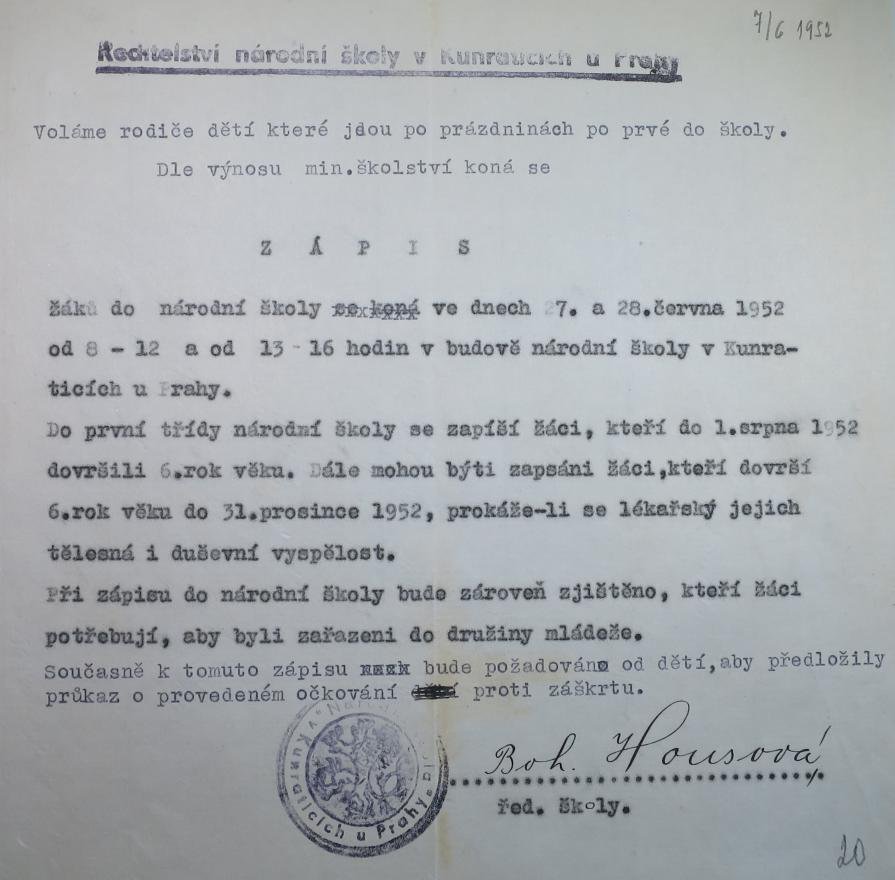 7/6 1952
Ředitelství národní školy v Kunraticích u Prahy
Voláme rodiče dětí které jdou po prázdninách po prvé do školy.
Dle výnosu min.školství koná se
Z Á P I S
žáků do národní školy se koná ve dnech 27. a 28.června 1952
od 8 - 12 a od 13 - 16 hodin v budově národní školy v Kunra-
ticích u Prahy.
Do první třídy národní školy se zapíší žáci, kteří do 1.srpna 1952
dovršili 6.rok věku. Dále mohou býti zapsáni žáci,kteří dovrší
6.rok věku do 31.prosince 1952, prokáže-li se lékařský jejich
tělesná i duševní vyspělost.
Při zápisu do národní školy bude zároveň zjištěno, kteří žáci
potřebují, aby byli zařazeni do družiny mládeže.
Současně k tomuto zápisu bude požadováno od dětí,aby předložily
průkaz o provedeném očkování dětí proti záškrtu.
Boh. Housová
řed. školy.
v Kunraticích u Prahy
20